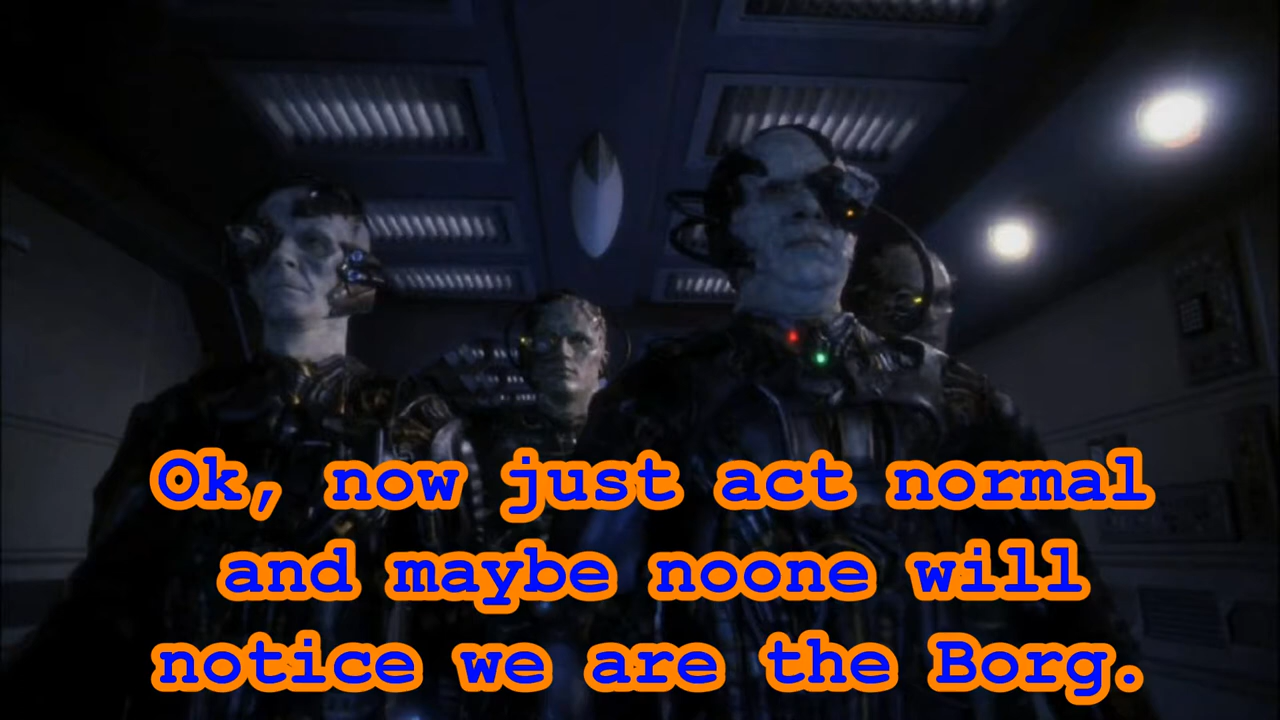 Ok, now just act normal
and maybe noone will
notice we are the Borg.